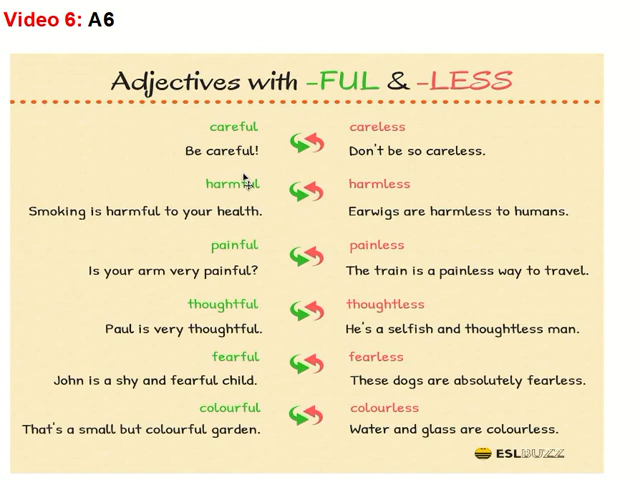 Video 6: A6
Adjectives with -FUL & -LESS
careful careless
Be careful! Don't be so careless.
harmful harmless
Smoking is harmful to your health. Earwigs are harmless to humans.
painful painless
Is your arm very painful? The train is a painless way to travel.
thoughtful thoughtless
Paul is very thoughtful. He's a selfish and thoughtless man.
fearful fearless
John is a shy and fearful child. These dogs are absolutely fearless.
colourful colourless
That's a small but colourful garden. Water and glass are colourless.
ESLBUZZ